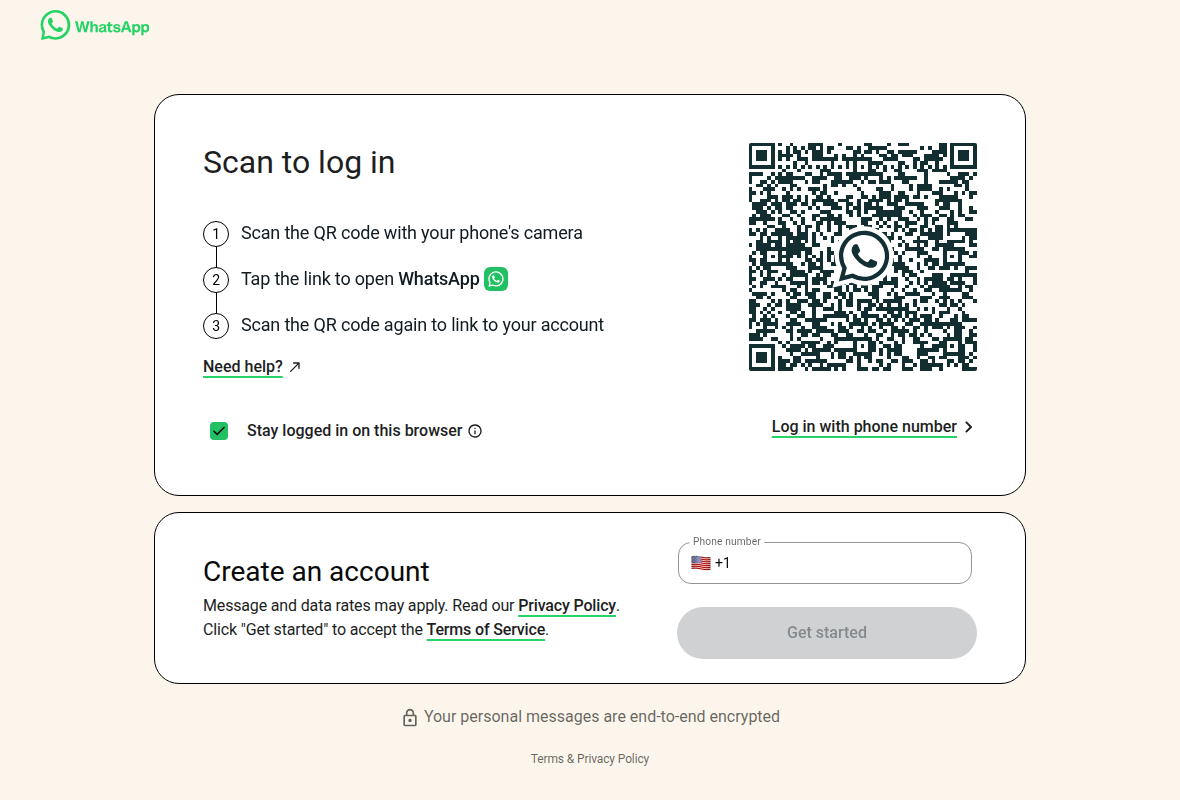 WhatsApp
Scan to log in
1 Scan the QR code with your phone's camera
2 Tap the link to open WhatsApp
3 Scan the QR code again to link to your account
Need help?
Stay logged in on this browser
Log in with phone number
Create an account
Message and data rates may apply. Read our Privacy Policy.
Click "Get started" to accept the Terms of Service.
Phone number
+1
Get started
Your personal messages are end-to-end encrypted
Terms & Privacy Policy